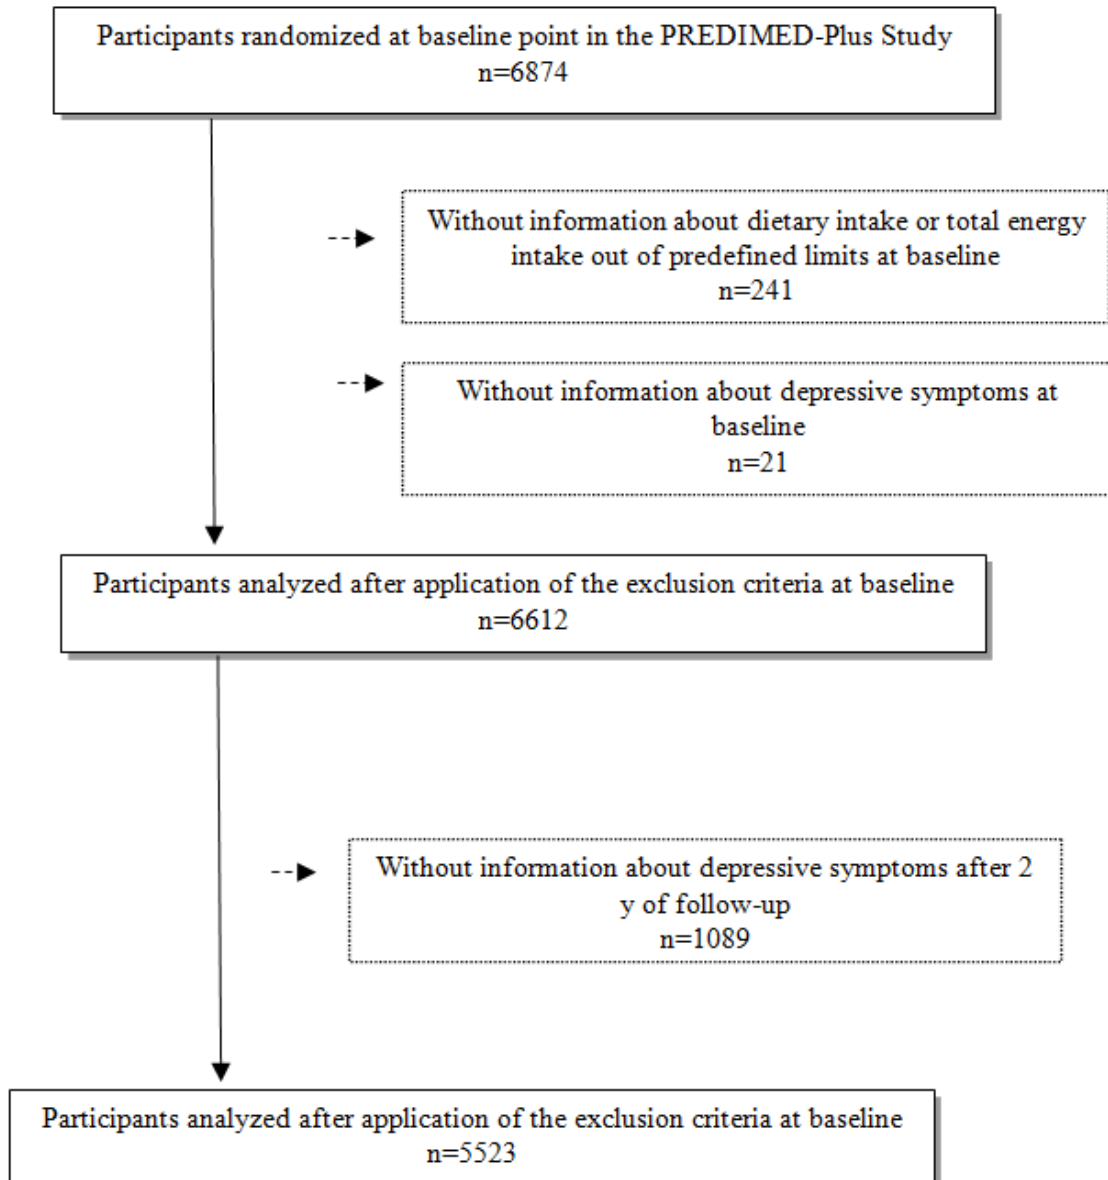 Participants randomized at baseline point in the PREDIMED-Plus Study
n=6874
Without information about dietary intake or total energy
intake out of predefined limits at baseline
n=241
Without information about depressive symptoms at
baseline
n=21
Participants analyzed after application of the exclusion criteria at baseline
n=6612
Without information about depressive symptoms after 2
y of follow-up
n=1089
Participants analyzed after application of the exclusion criteria at baseline
n=5523